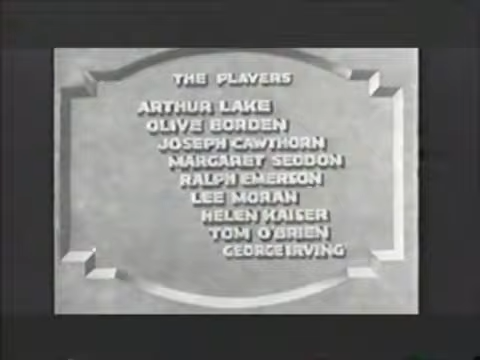 THE PLAYERS
ARTHUR LAKE
OLIVE BORDEN
JOSEPH CAWTHORN
MARGARET SEDDON
RALPH EMERSON
LEE MORAN
HELEN KAISER
TOM O'BRIEN
GEORGE IRVING